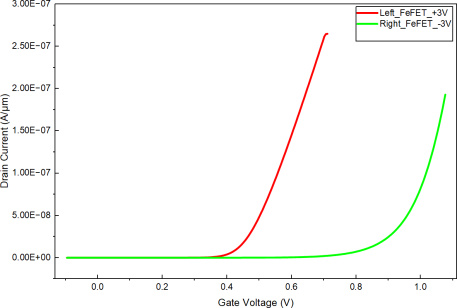 3.00E-07
2.50E-07
2.00E-07
1.50E-07
1.00E-07
5.00E-08
0.00E+00
Drain Current (A/μm)
Left_FeFET_+3V
Right_FeFET_-3V
0.0
0.2
0.4
0.6
0.8
1.0
Gate Voltage (V)